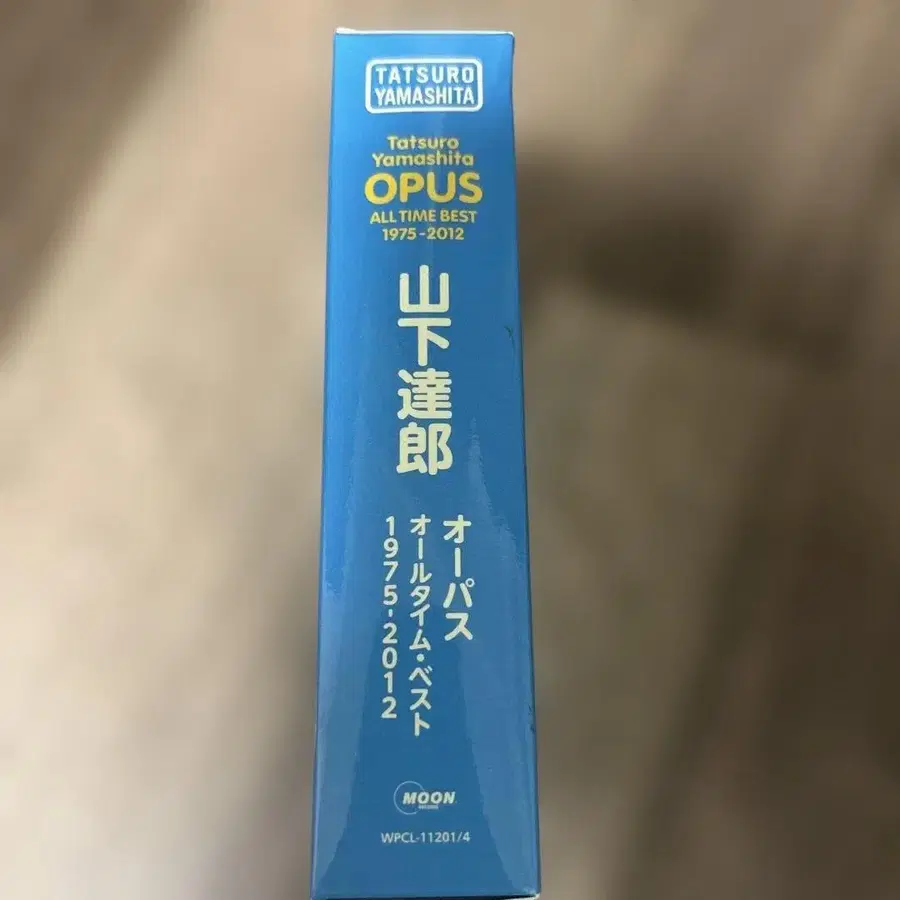 TATSURO
YAMASHITA
Tatsuro
Yamashita
OPUS
ALL TIME BEST
1975-2012
山下達郎
オーパス
オールタイム・ベスト
1975-2012
MOON
RECORDS
WPCL-11201/4